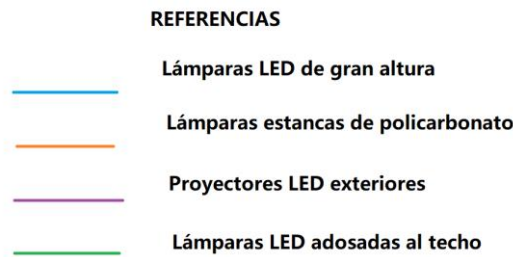 REFERENCIAS
Lámparas LED de gran altura
Lámparas estancas de policarbonato
Proyectores LED exteriores
Lámparas LED adosadas al techo